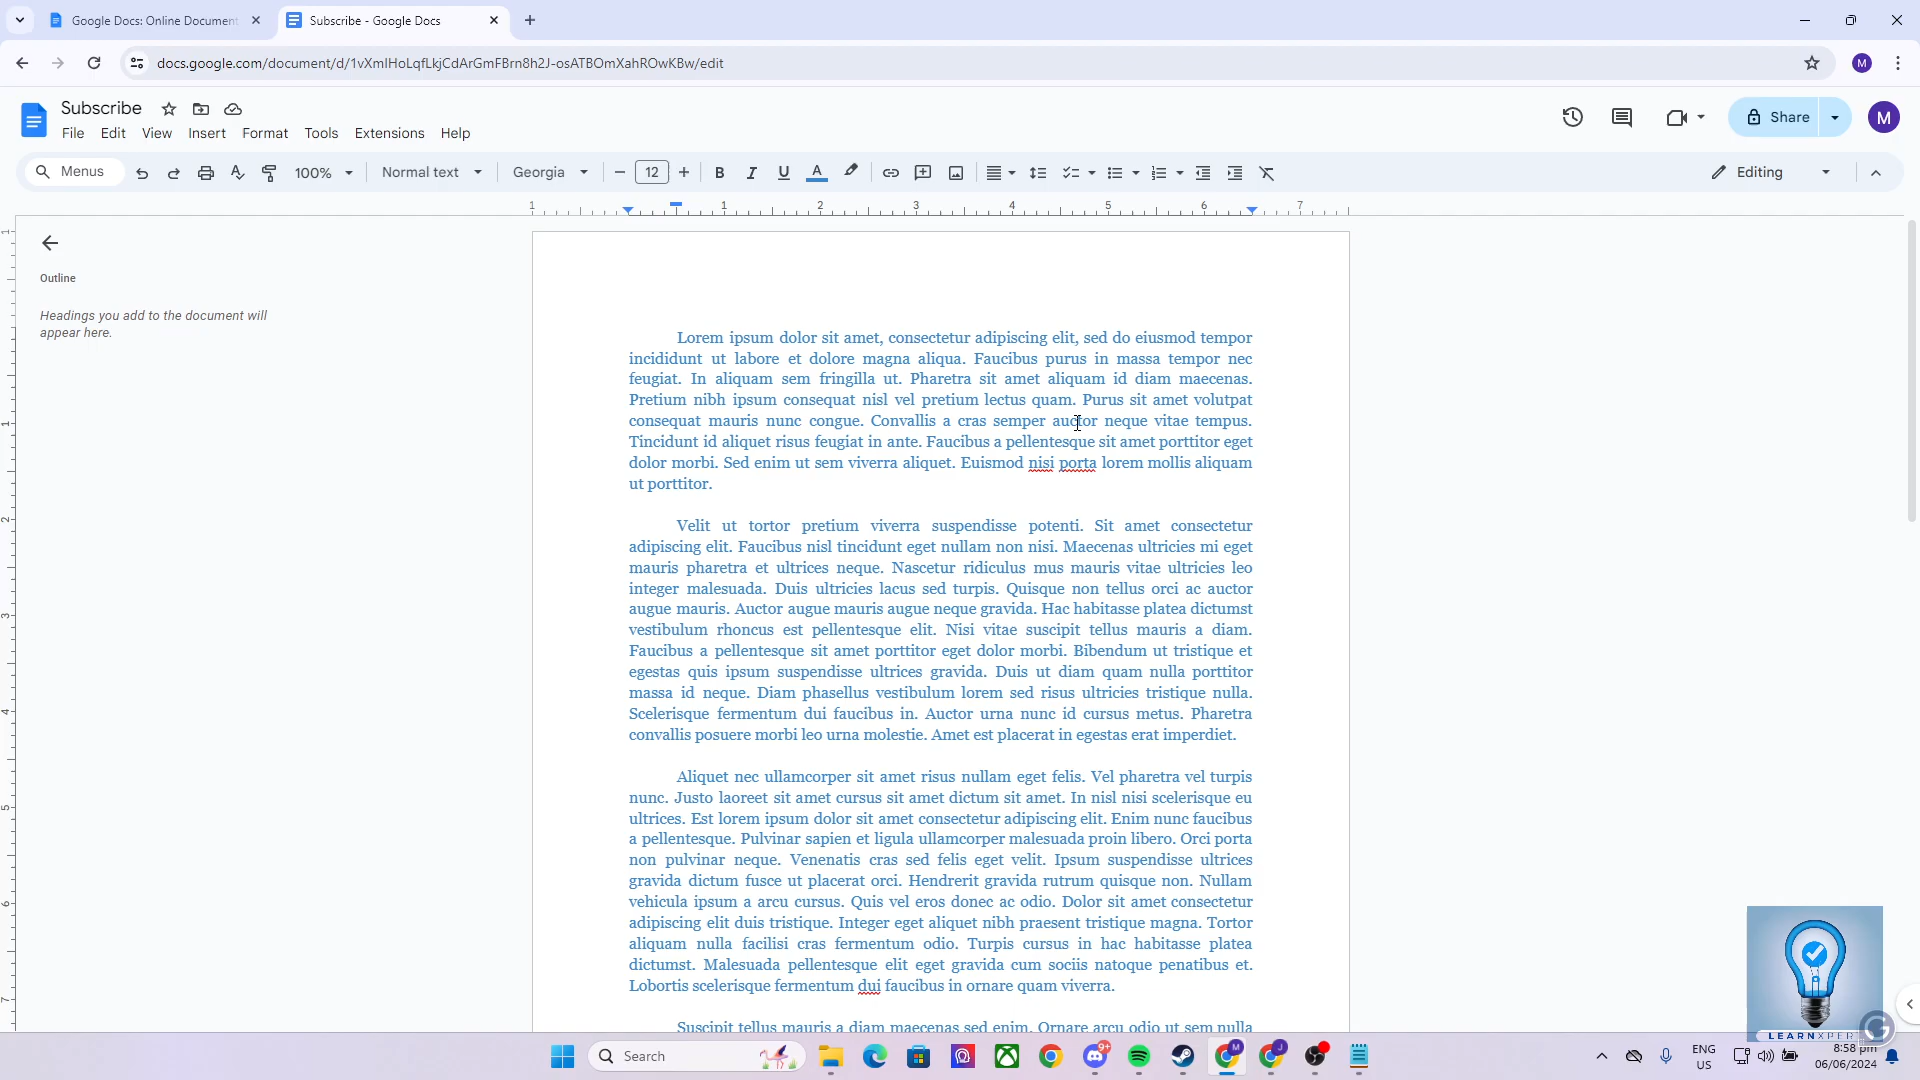 Google Docs: Online Document
Subscribe - Google Docs
docs.google.com/document/d/1vXmIHoLqfLkjCdArGmFBrn8h2J-osATBOmXahROwKBw/edit
M
Subscribe
Share
M
File Edit View Insert Format Tools Extensions Help
Menus 100% Normal text Georgia 12 B I U A Editing
1 1 2 3 4 5 6 7
Outline
Headings you add to the document will
appear here.
Lorem ipsum dolor sit amet, consectetur adipiscing elit, sed do eiusmod tempor
incididunt ut labore et dolore magna aliqua. Faucibus purus in massa tempor nec
feugiat. In aliquam sem fringilla ut. Pharetra sit amet aliquam id diam maecenas.
Pretium nibh ipsum consequat nisl vel pretium lectus quam. Purus sit amet volutpat
consequat mauris nunc congue. Convallis a cras semper auctor neque vitae tempus.
Tincidunt id aliquet risus feugiat in ante. Faucibus a pellentesque sit amet porttitor eget
dolor morbi. Sed enim ut sem viverra aliquet. Euismod nisi porta lorem mollis aliquam
ut porttitor.
Velit ut tortor pretium viverra suspendisse potenti. Sit amet consectetur
adipiscing elit. Faucibus nisl tincidunt eget nullam non nisi. Maecenas ultricies mi eget
mauris pharetra et ultrices neque. Nascetur ridiculus mus mauris vitae ultricies leo
integer malesuada. Duis ultricies lacus sed turpis. Quisque non tellus orci ac auctor
augue mauris. Auctor augue mauris augue neque gravida. Hac habitasse platea dictumst
vestibulum rhoncus est pellentesque elit. Nisi vitae suscipit tellus mauris a diam.
Faucibus a pellentesque sit amet porttitor eget dolor morbi. Bibendum ut tristique et
egestas quis ipsum suspendisse ultrices gravida. Duis ut diam quam nulla porttitor
massa id neque. Diam phasellus vestibulum lorem sed risus ultricies tristique nulla.
Scelerisque fermentum dui faucibus in. Auctor urna nunc id cursus metus. Pharetra
convallis posuere morbi leo urna molestie. Amet est placerat in egestas erat imperdiet.
Aliquet nec ullamcorper sit amet risus nullam eget felis. Vel pharetra vel turpis
nunc. Justo laoreet sit amet cursus sit amet dictum sit amet. In nisl nisi scelerisque eu
ultrices. Est lorem ipsum dolor sit amet consectetur adipiscing elit. Enim nunc faucibus
a pellentesque. Pulvinar sapien et ligula ullamcorper malesuada proin libero. Orci porta
non pulvinar neque. Venenatis cras sed felis eget velit. Ipsum suspendisse ultrices
gravida dictum fusce ut placerat orci. Hendrerit gravida rutrum quisque non. Nullam
vehicula ipsum a arcu cursus. Quis vel eros donec ac odio. Dolor sit amet consectetur
adipiscing elit duis tristique. Integer eget aliquet nibh praesent tristique magna. Tortor
aliquam nulla facilisi cras fermentum odio. Turpis cursus in hac habitasse platea
dictumst. Malesuada pellentesque elit eget gravida cum sociis natoque penatibus et.
Lobortis scelerisque fermentum dui faucibus in ornare quam viverra.
Suscipit tellus mauris a diam maecenas sed enim. Ornare arcu odio ut sem nulla
1
1
2
3
4
5
6
7
LEARNXPER
Search
9+
M
J
ENG
US
8:58 pm
06/06/2024